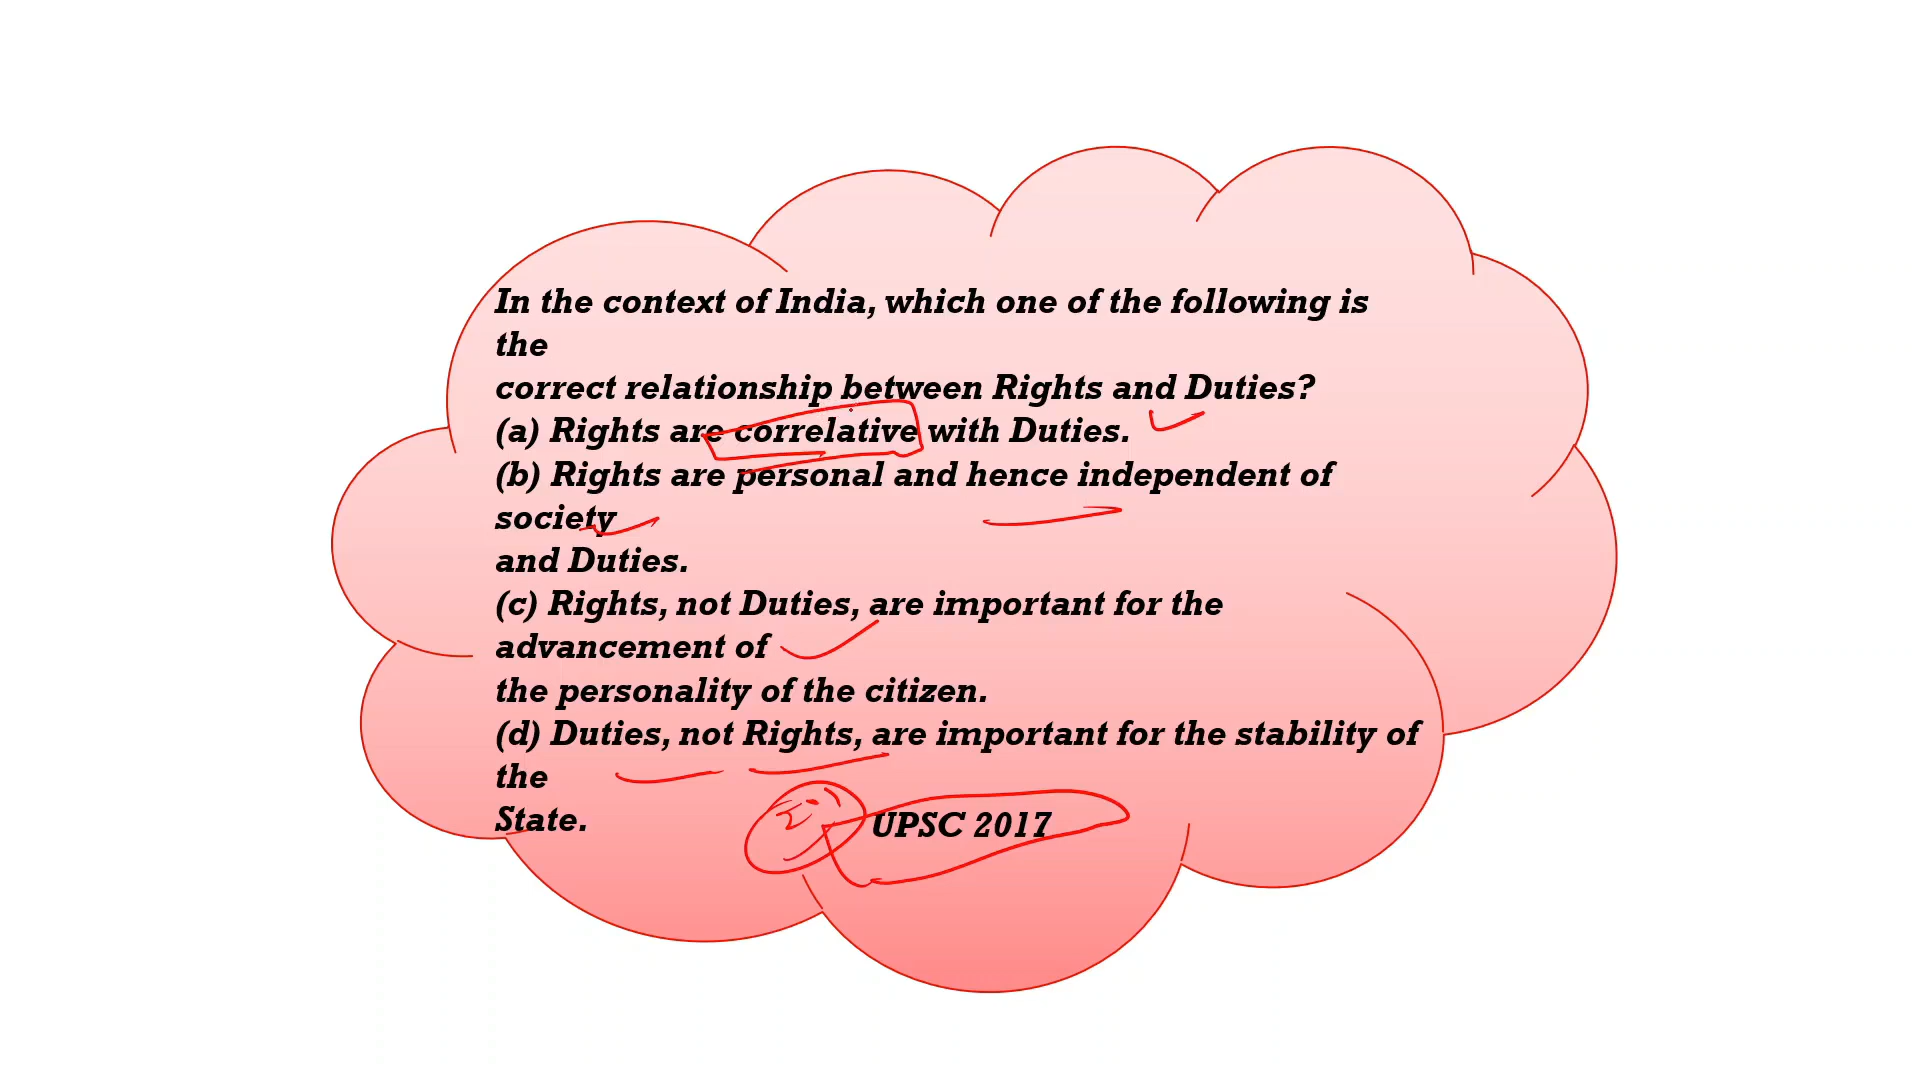 In the context of India, which one of the following is
the
correct relationship between Rights and Duties?
(a) Rights are correlative with Duties.
(b) Rights are personal and hence independent of
society
and Duties.
(c) Rights, not Duties, are important for the
advancement of
the personality of the citizen.
(d) Duties, not Rights, are important for the stability of
the
State.
UPSC 2017